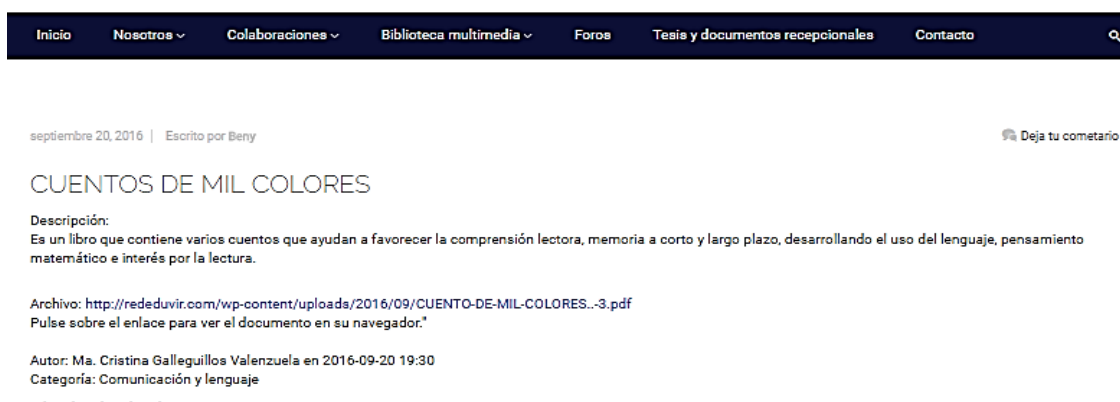 Inicio Nosotros Colaboraciones Biblioteca multimedia Foros Tesis y documentos recepcionales Contacto
septiembre 20, 2016 | Escrito por Beny Deja tu cometario
CUENTOS DE MIL COLORES
Descripción:
Es un libro que contiene varios cuentos que ayudan a favorecer la comprensión lectora, memoria a corto y largo plazo, desarrollando el uso del lenguaje, pensamiento
matemático e interés por la lectura.
Archivo: http://rededuvir.com/wp-content/uploads/2016/09/CUENTO-DE-MIL-COLORES..-3.pdf
Pulse sobre el enlace para ver el documento en su navegador."
Autor: Ma. Cristina Galleguillos Valenzuela en 2016-09-20 19:30
Categoría: Comunicación y lenguaje